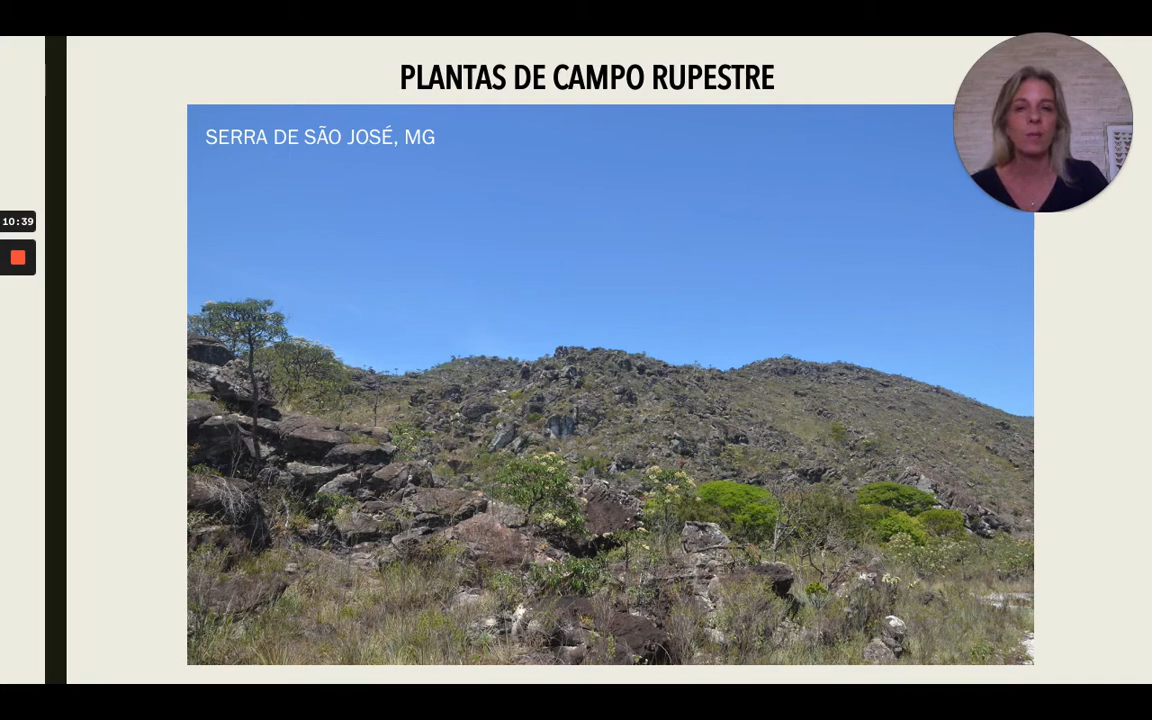 PLANTAS DE CAMPO RUPESTRE
SERRA DE SÃO JOSÉ, MG
10:39